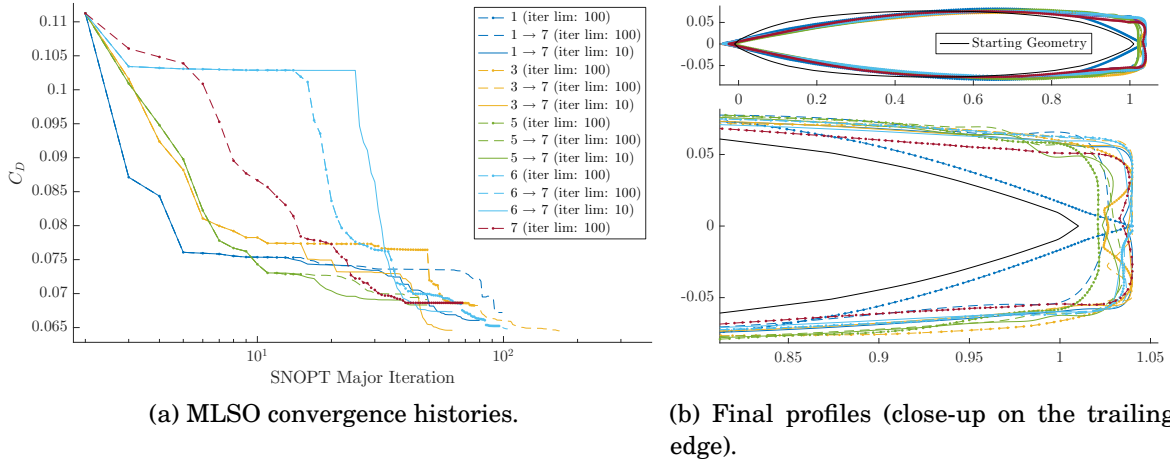 0.11
0.105
0.1
0.095
0.09
0.085
0.08
0.075
0.07
0.065
C_D
10^1
10^2
SNOPT Major Iteration
1 (iter lim: 100)
1 → 7 (iter lim: 100)
1 → 7 (iter lim: 10)
3 (iter lim: 100)
3 → 7 (iter lim: 100)
3 → 7 (iter lim: 10)
5 (iter lim: 100)
5 → 7 (iter lim: 100)
5 → 7 (iter lim: 10)
6 (iter lim: 100)
6 → 7 (iter lim: 100)
6 → 7 (iter lim: 10)
7 (iter lim: 100)
(a) MLSO convergence histories.
0.05
0
-0.05
Starting Geometry
0 0.2 0.4 0.6 0.8 1
0.05
0
-0.05
0.85 0.9 0.95 1 1.05
(b) Final profiles (close-up on the trailing
edge).